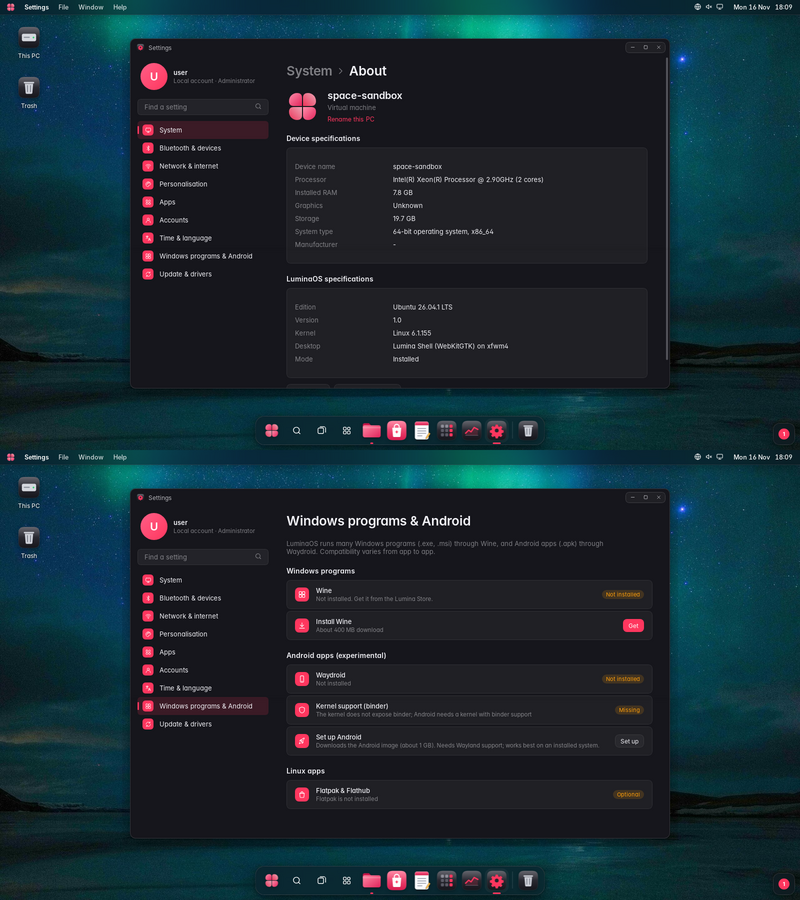 Settings File Window Help
Mon 16 Nov 18:09
This PC
Trash
Settings
U
user
Local account · Administrator
Find a setting
System
Bluetooth & devices
Network & internet
Personalisation
Apps
Accounts
Time & language
Windows programs & Android
Update & drivers
System › About
space-sandbox
Virtual machine
Rename this PC
Device specifications
Device name space-sandbox
Processor Intel(R) Xeon(R) Processor @ 2.90GHz (2 cores)
Installed RAM 7.8 GB
Graphics Unknown
Storage 19.7 GB
System type 64-bit operating system, x86_64
Manufacturer -
LuminaOS specifications
Edition Ubuntu 26.04.1 LTS
Version 1.0
Kernel Linux 6.1.155
Desktop Lumina Shell (WebKitGTK) on xfwm4
Mode Installed
1
Settings File Window Help
Mon 16 Nov 18:09
This PC
Trash
Settings
U
user
Local account · Administrator
Find a setting
System
Bluetooth & devices
Network & internet
Personalisation
Apps
Accounts
Time & language
Windows programs & Android
Update & drivers
Windows programs & Android
LuminaOS runs many Windows programs (.exe, .msi) through Wine, and Android apps (.apk) through
Waydroid. Compatibility varies from app to app.
Windows programs
Wine
Not installed. Get it from the Lumina Store.
Not installed
Install Wine
About 400 MB download
Get
Android apps (experimental)
Waydroid
Not installed
Not installed
Kernel support (binder)
The kernel does not expose binder; Android needs a kernel with binder support
Missing
Set up Android
Downloads the Android image (about 1 GB). Needs Wayland support; works best on an installed system.
Set up
Linux apps
Flatpak & Flathub
Flatpak is not installed
Optional
1